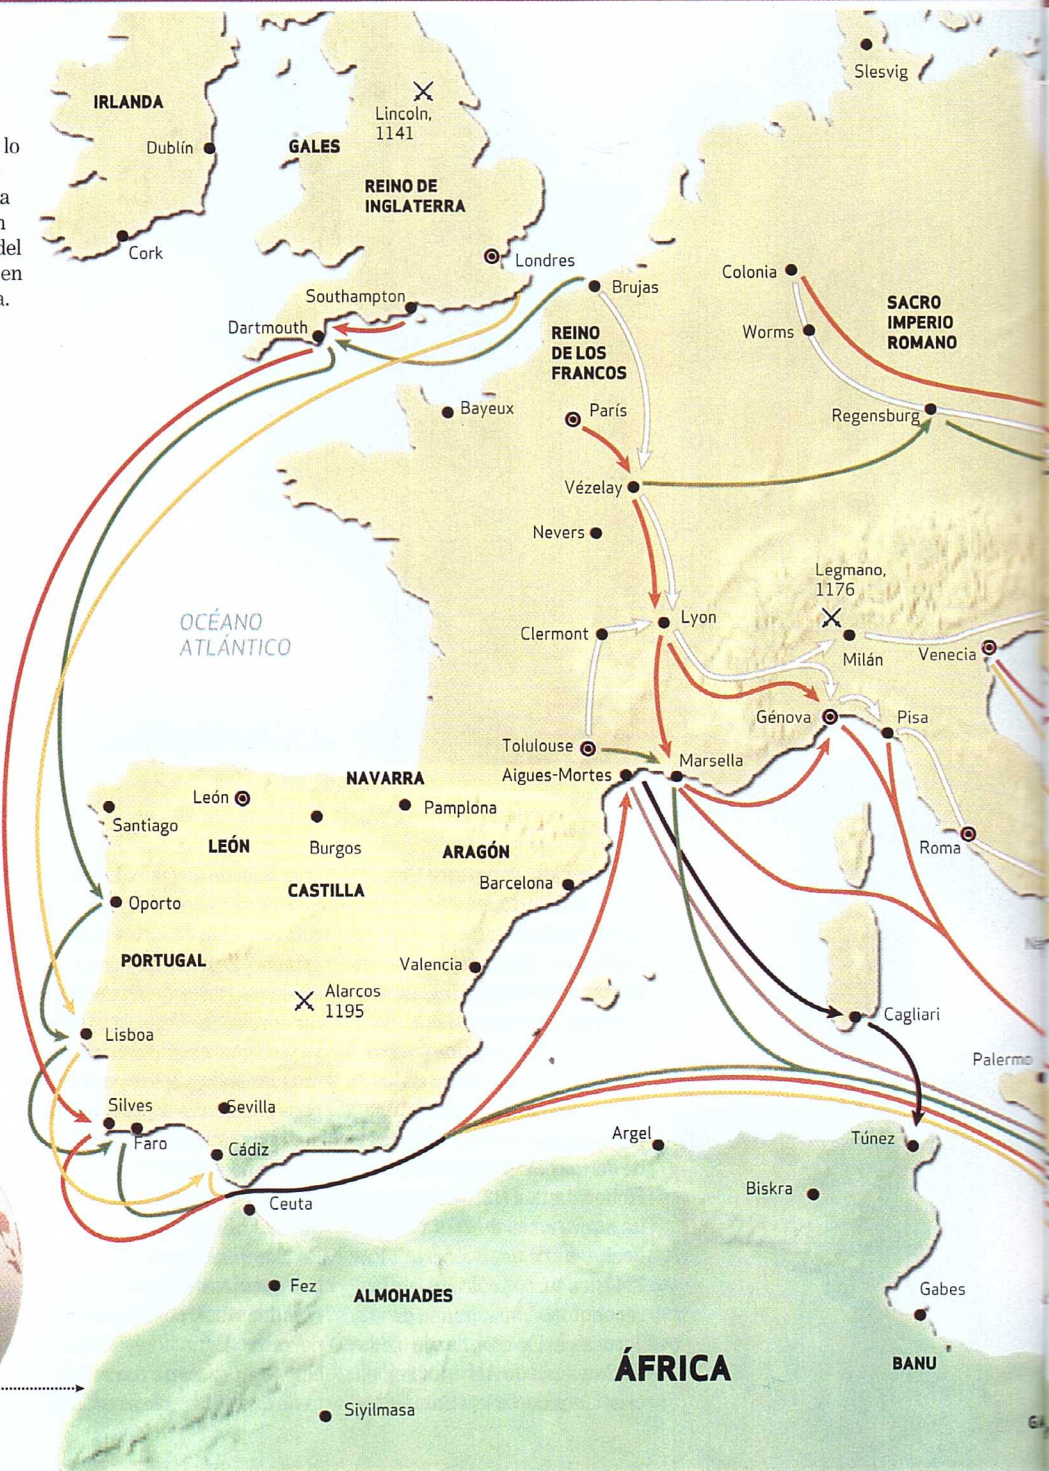 lo
a
n
del
en
a.
IRLANDA
Dublín
Cork
Lincoln,
1141
GALES
REINO DE
INGLATERRA
Londres
Southampton
Dartmouth
Slesvig
Brujas
Colonia
Worms
SACRO
IMPERIO
ROMANO
REINO
DE LOS
FRANCOS
Bayeux
París
Regensburg
Vézelay
Nevers
Legmano,
1176
OCÉANO
ATLÁNTICO
Clermont
Lyon
Milán
Venecia
Génova
Pisa
Tolulouse
Aigues-Mortes
Marsella
NAVARRA
León
Pamplona
Santiago
LEÓN
Burgos
ARAGÓN
CASTILLA
Barcelona
Roma
Oporto
PORTUGAL
Valencia
Ná
Alarcos
1195
Lisboa
Cagliari
Palermo
Silves
Sevilla
Faro
Cádiz
Argel
Túnez
Biskra
Ceuta
Fez
ALMOHADES
Gabes
BANU
ÁFRICA
Siyilmasa
GA